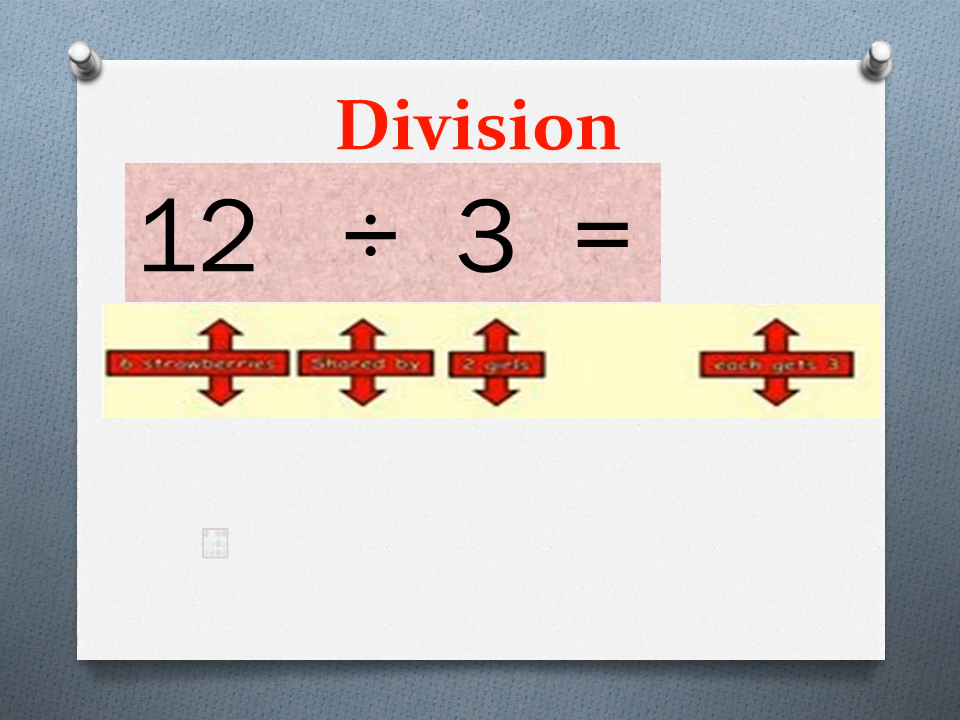 Division
12 ÷ 3 =
6 strawberries Shared by 2 girls each gets 3